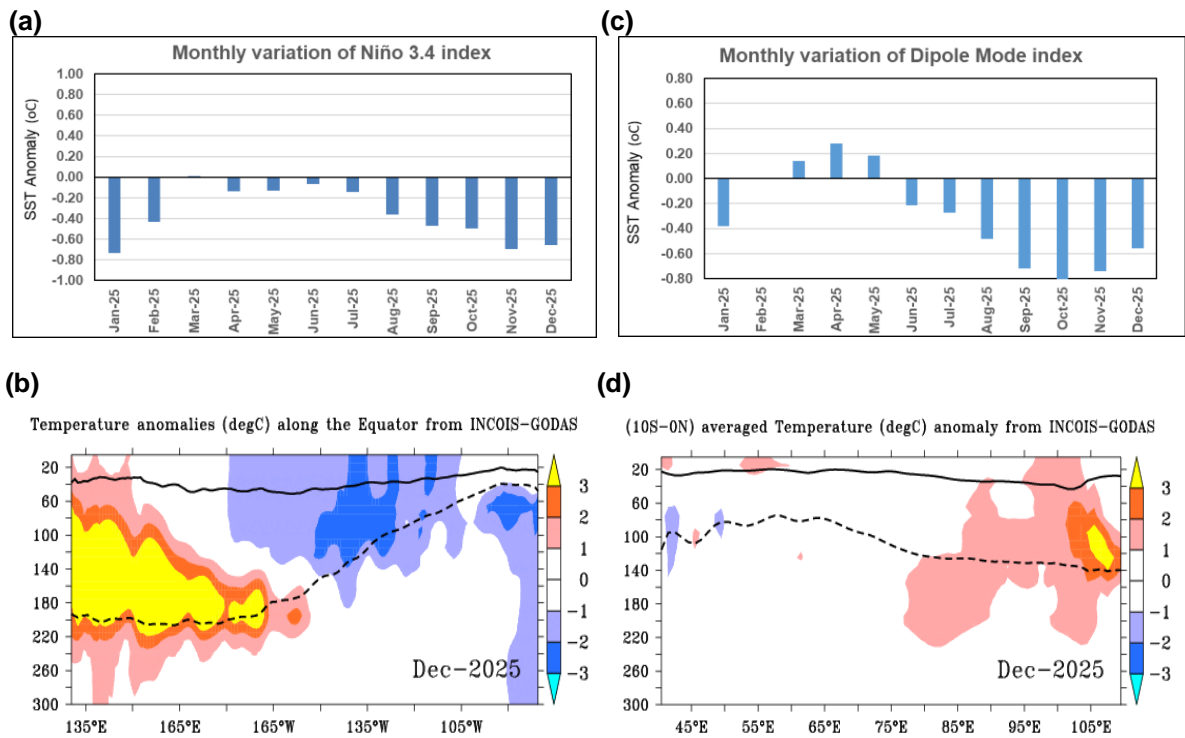 (a)
Monthly variation of Niño 3.4 index
SST Anomaly (oC)
1.00
0.80
0.60
0.40
0.20
0.00
-0.20
-0.40
-0.60
-0.80
-1.00
Jan-25
Feb-25
Mar-25
Apr-25
May-25
Jun-25
Jul-25
Aug-25
Sep-25
Oct-25
Nov-25
Dec-25
(c)
Monthly variation of Dipole Mode index
SST Anomaly (oC)
0.80
0.60
0.40
0.20
0.00
-0.20
-0.40
-0.60
-0.80
Jan-25
Feb-25
Mar-25
Apr-25
May-25
Jun-25
Jul-25
Aug-25
Sep-25
Oct-25
Nov-25
Dec-25
(b)
Temperature anomalies (degC) along the Equator from INCOIS-GODAS
20
60
100
140
180
220
260
300
135°E
165°E
165°W
135°W
105°W
Dec-2025
3
2
1
0
-1
-2
-3
(d)
(10S-0N) averaged Temperature (degC) anomaly from INCOIS-GODAS
20
60
100
140
180
220
260
300
45°E
55°E
65°E
75°E
85°E
95°E
105°E
Dec-2025
3
2
1
0
-1
-2
-3